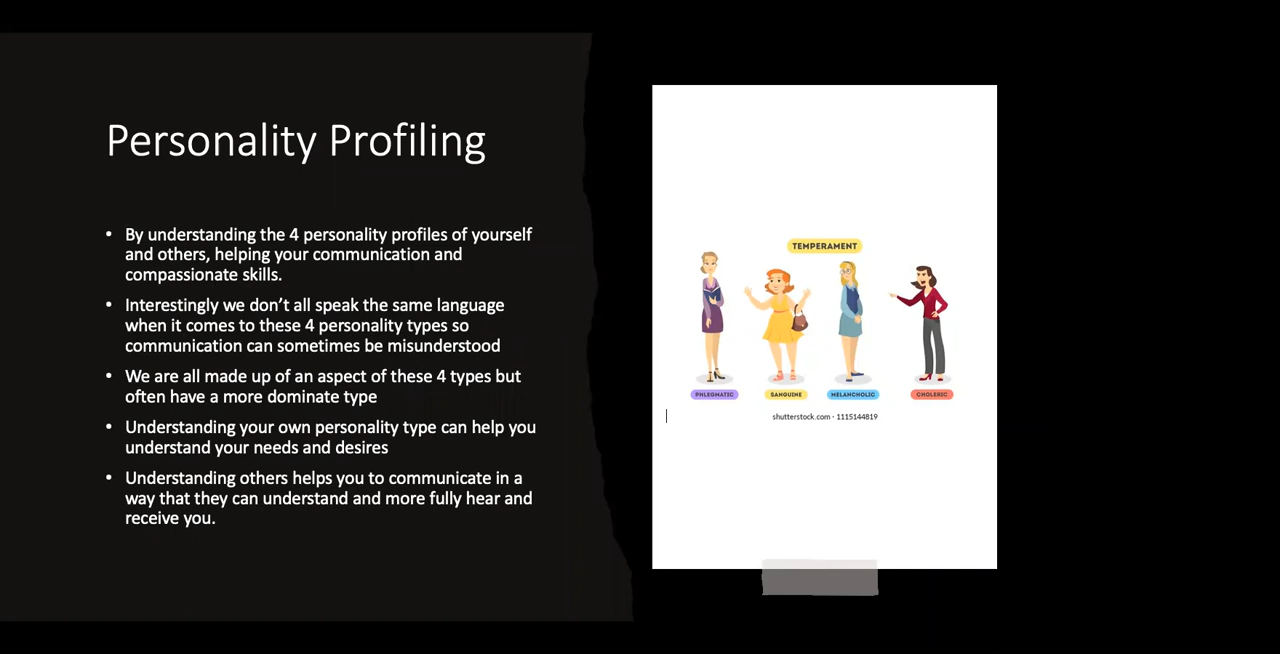 Personality Profiling
• By understanding the 4 personality profiles of yourself
and others, helping your communication and
compassionate skills.
• Interestingly we don’t all speak the same language
when it comes to these 4 personality types so
communication can sometimes be misunderstood
• We are all made up of an aspect of these 4 types but
often have a more dominate type
• Understanding your own personality type can help you
understand your needs and desires
• Understanding others helps you to communicate in a
way that they can understand and more fully hear and
receive you.
TEMPERAMENT
PHLEGMATIC SANGUINE MELANCHOLIC CHOLERIC
shutterstock.com · 1115144819